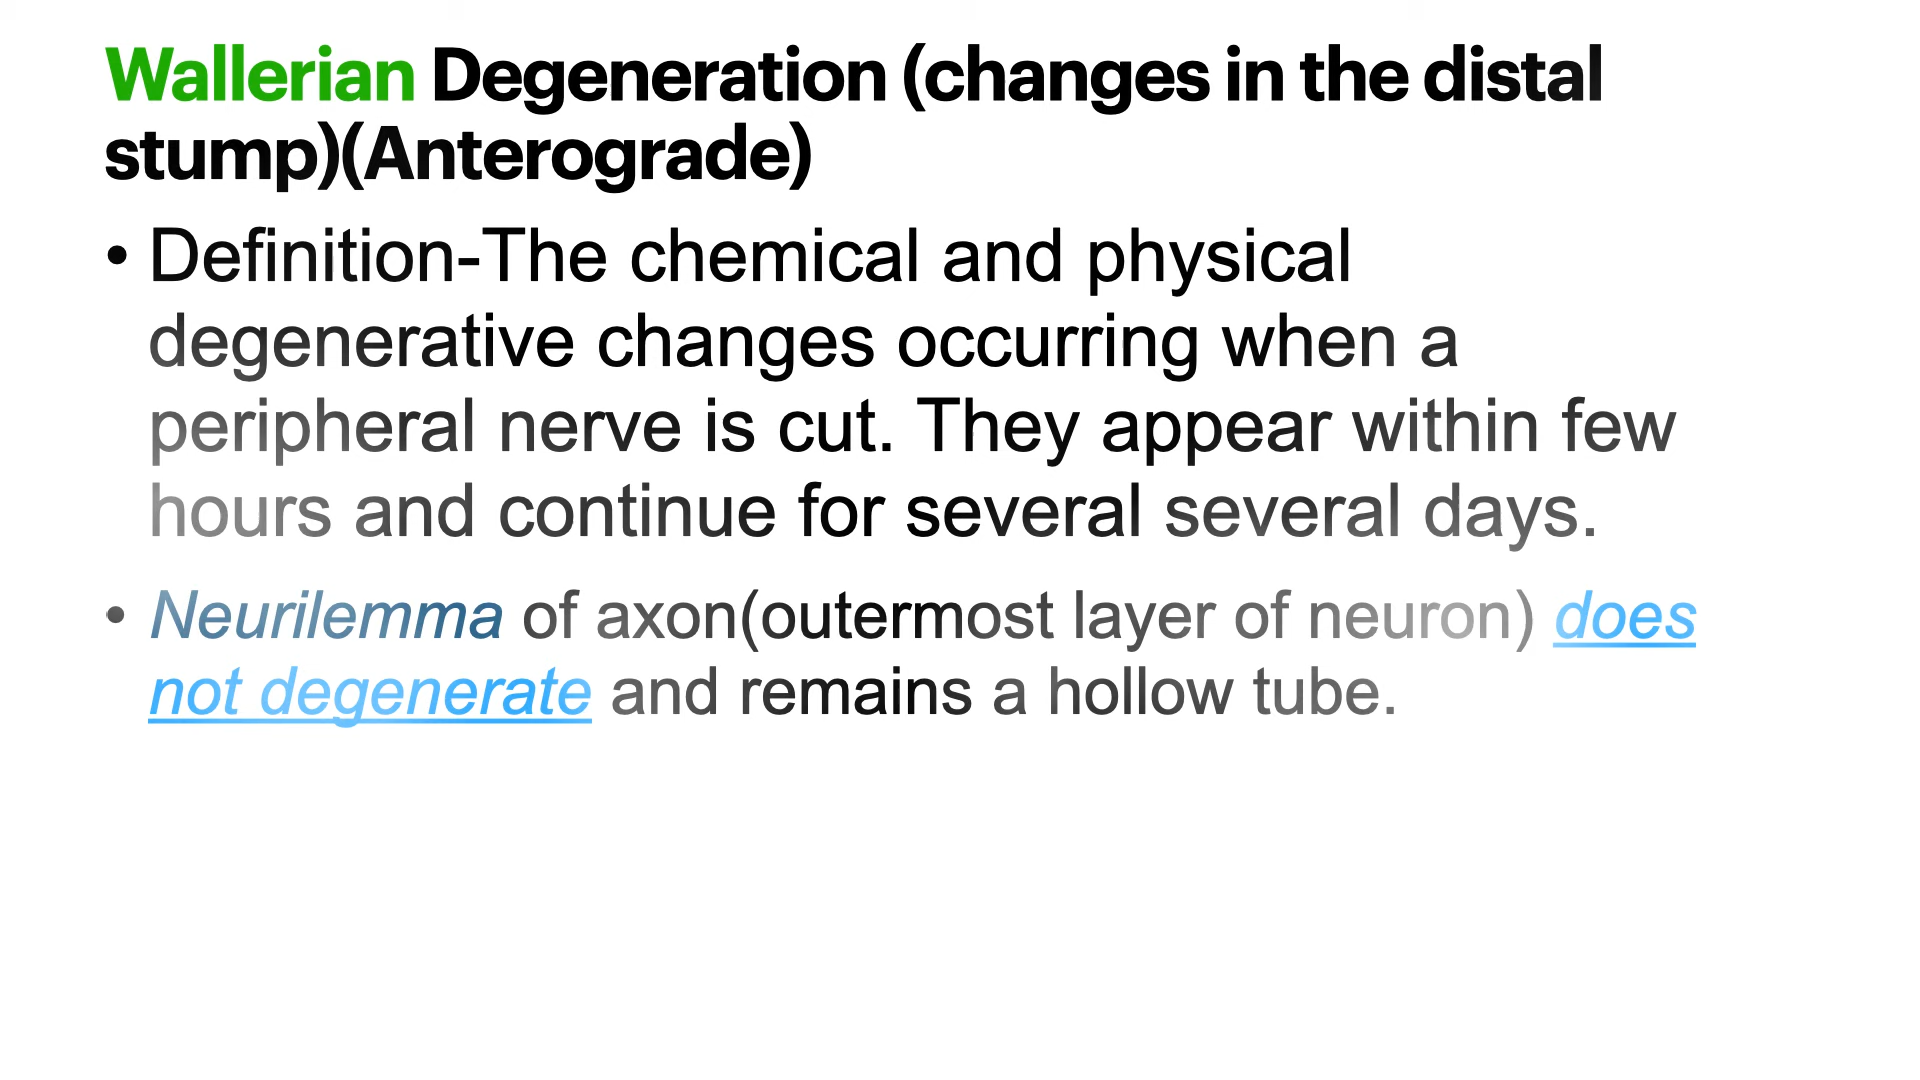 Wallerian Degeneration (changes in the distal
stump)(Anterograde)
• Definition-The chemical and physical
degenerative changes occurring when a
peripheral nerve is cut. They appear within few
hours and continue for several several days.
• Neurilemma of axon(outermost layer of neuron) does
not degenerate and remains a hollow tube.